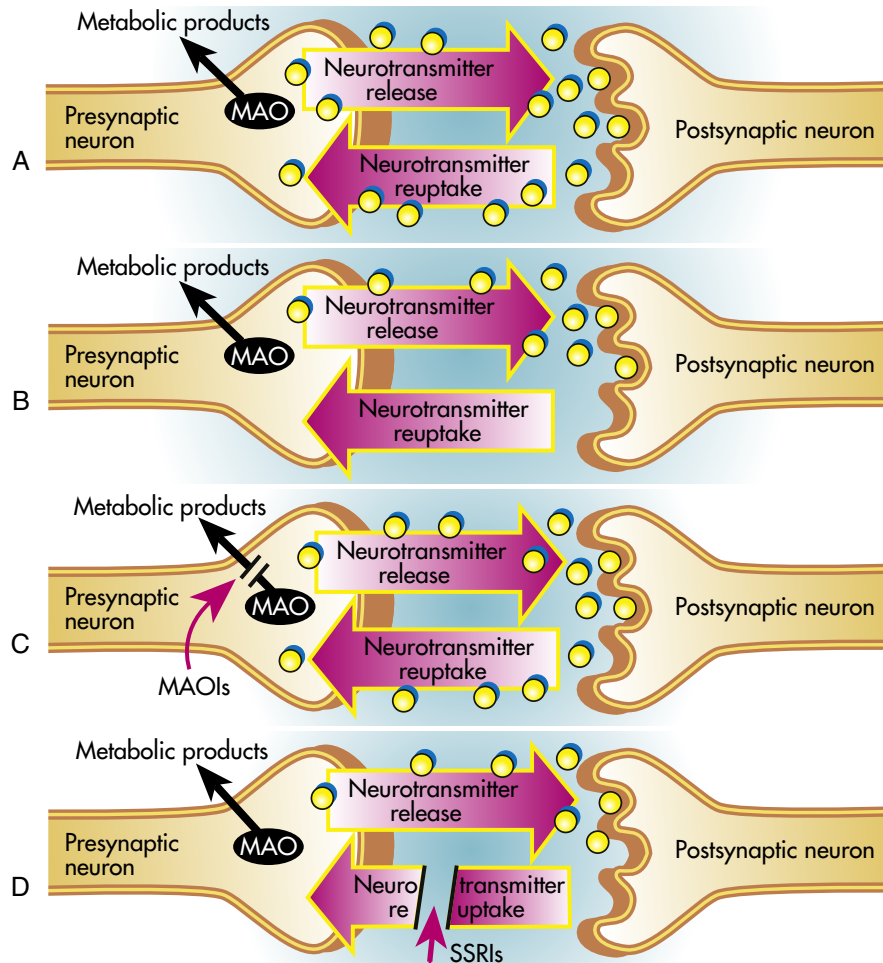 Metabolic products
Neurotransmitter
release
MAO
Presynaptic
neuron
Postsynaptic neuron
A
Neurotransmitter
reuptake
Metabolic products
Neurotransmitter
release
MAO
Presynaptic
neuron
Postsynaptic neuron
B
Neurotransmitter
reuptake
Metabolic products
Neurotransmitter
release
Presynaptic
neuron
MAO
Postsynaptic neuron
C
Neurotransmitter
reuptake
MAOIs
Metabolic products
Neurotransmitter
release
MAO
Presynaptic
neuron
Postsynaptic neuron
D
Neuro transmitter
re uptake
SSRIs